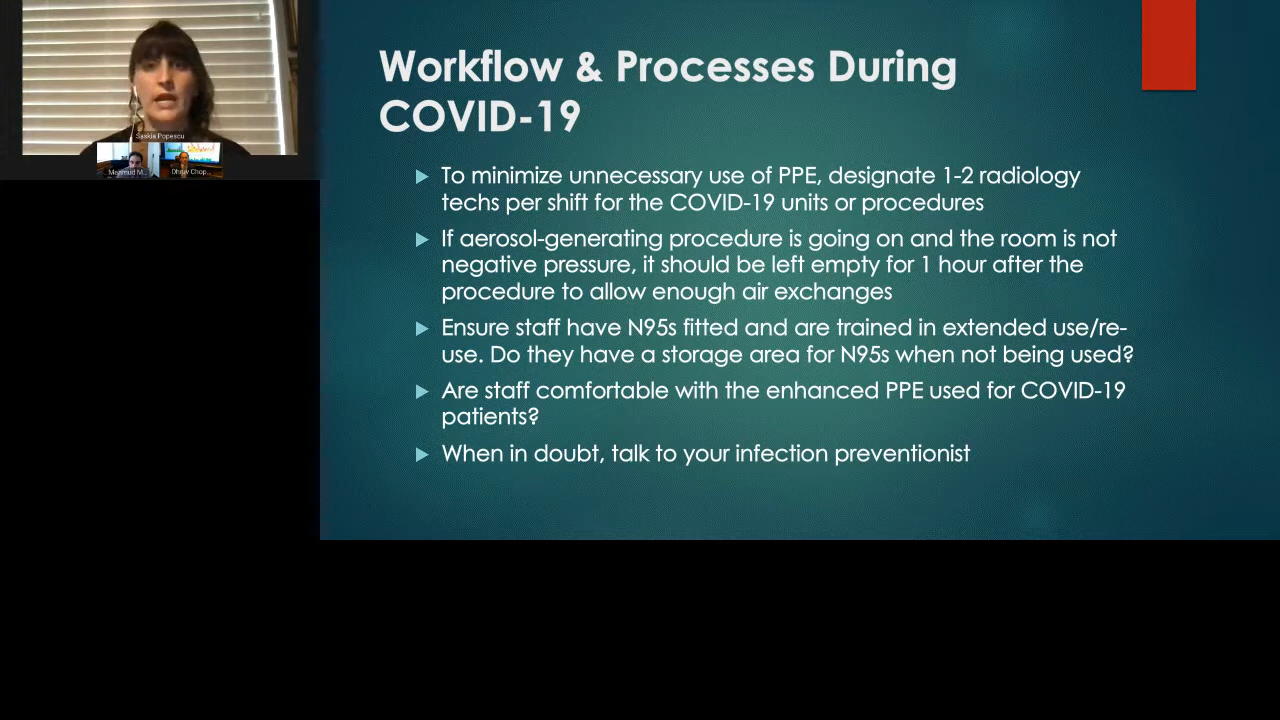 Saskia Popescu
Mahmud M...
Dhruv Chop...
Workflow & Processes During
COVID-19
To minimize unnecessary use of PPE, designate 1-2 radiology
techs per shift for the COVID-19 units or procedures
If aerosol-generating procedure is going on and the room is not
negative pressure, it should be left empty for 1 hour after the
procedure to allow enough air exchanges
Ensure staff have N95s fitted and are trained in extended use/re-
use. Do they have a storage area for N95s when not being used?
Are staff comfortable with the enhanced PPE used for COVID-19
patients?
When in doubt, talk to your infection preventionist